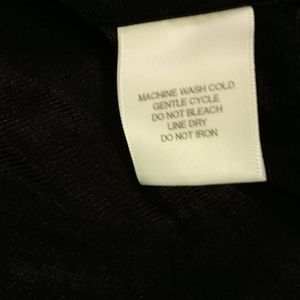 MACHINE WASH COLD
GENTLE CYCLE
DO NOT BLEACH
LINE DRY
DO NOT IRON